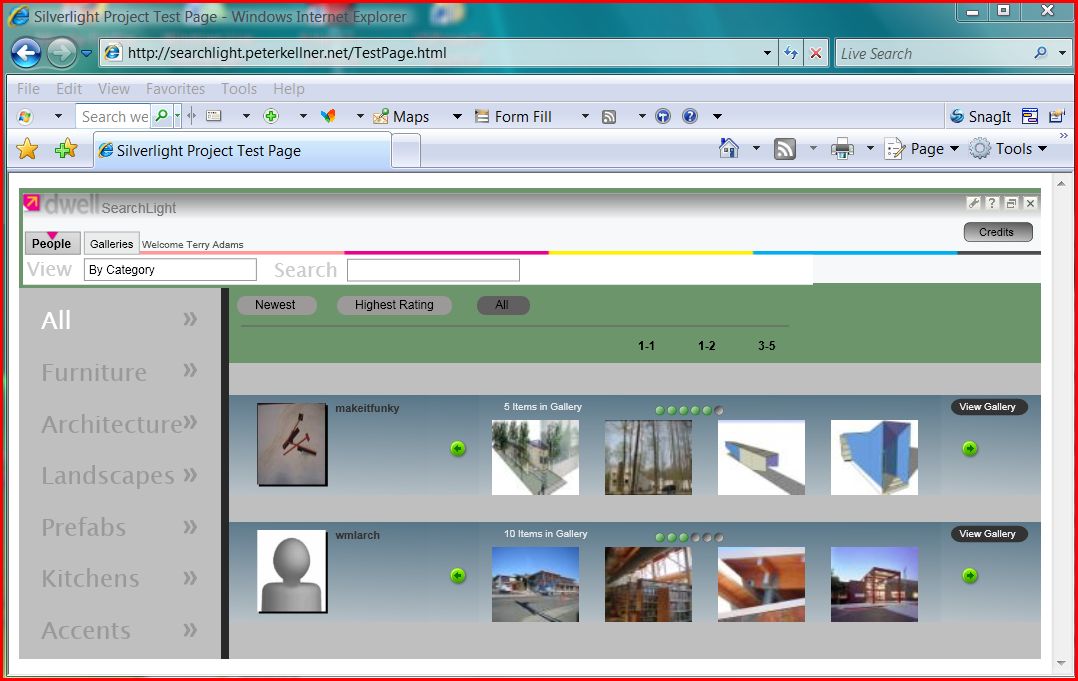 Silverlight Project Test Page - Windows Internet Explorer
http://searchlight.peterkellner.net/TestPage.html
Live Search
File Edit View Favorites Tools Help
Search we
Maps
Form Fill
SnagIt
Silverlight Project Test Page
Page
Tools
dwell SearchLight
Credits
People
Galleries
Welcome Terry Adams
View
By Category
Search
Newest
Highest Rating
All
1-1
1-2
3-5
All »
Furniture »
Architecture »
Landscapes »
Prefabs »
Kitchens »
Accents »
makeitfunky
5 Items in Gallery
View Gallery
wmlarch
10 Items in Gallery
View Gallery